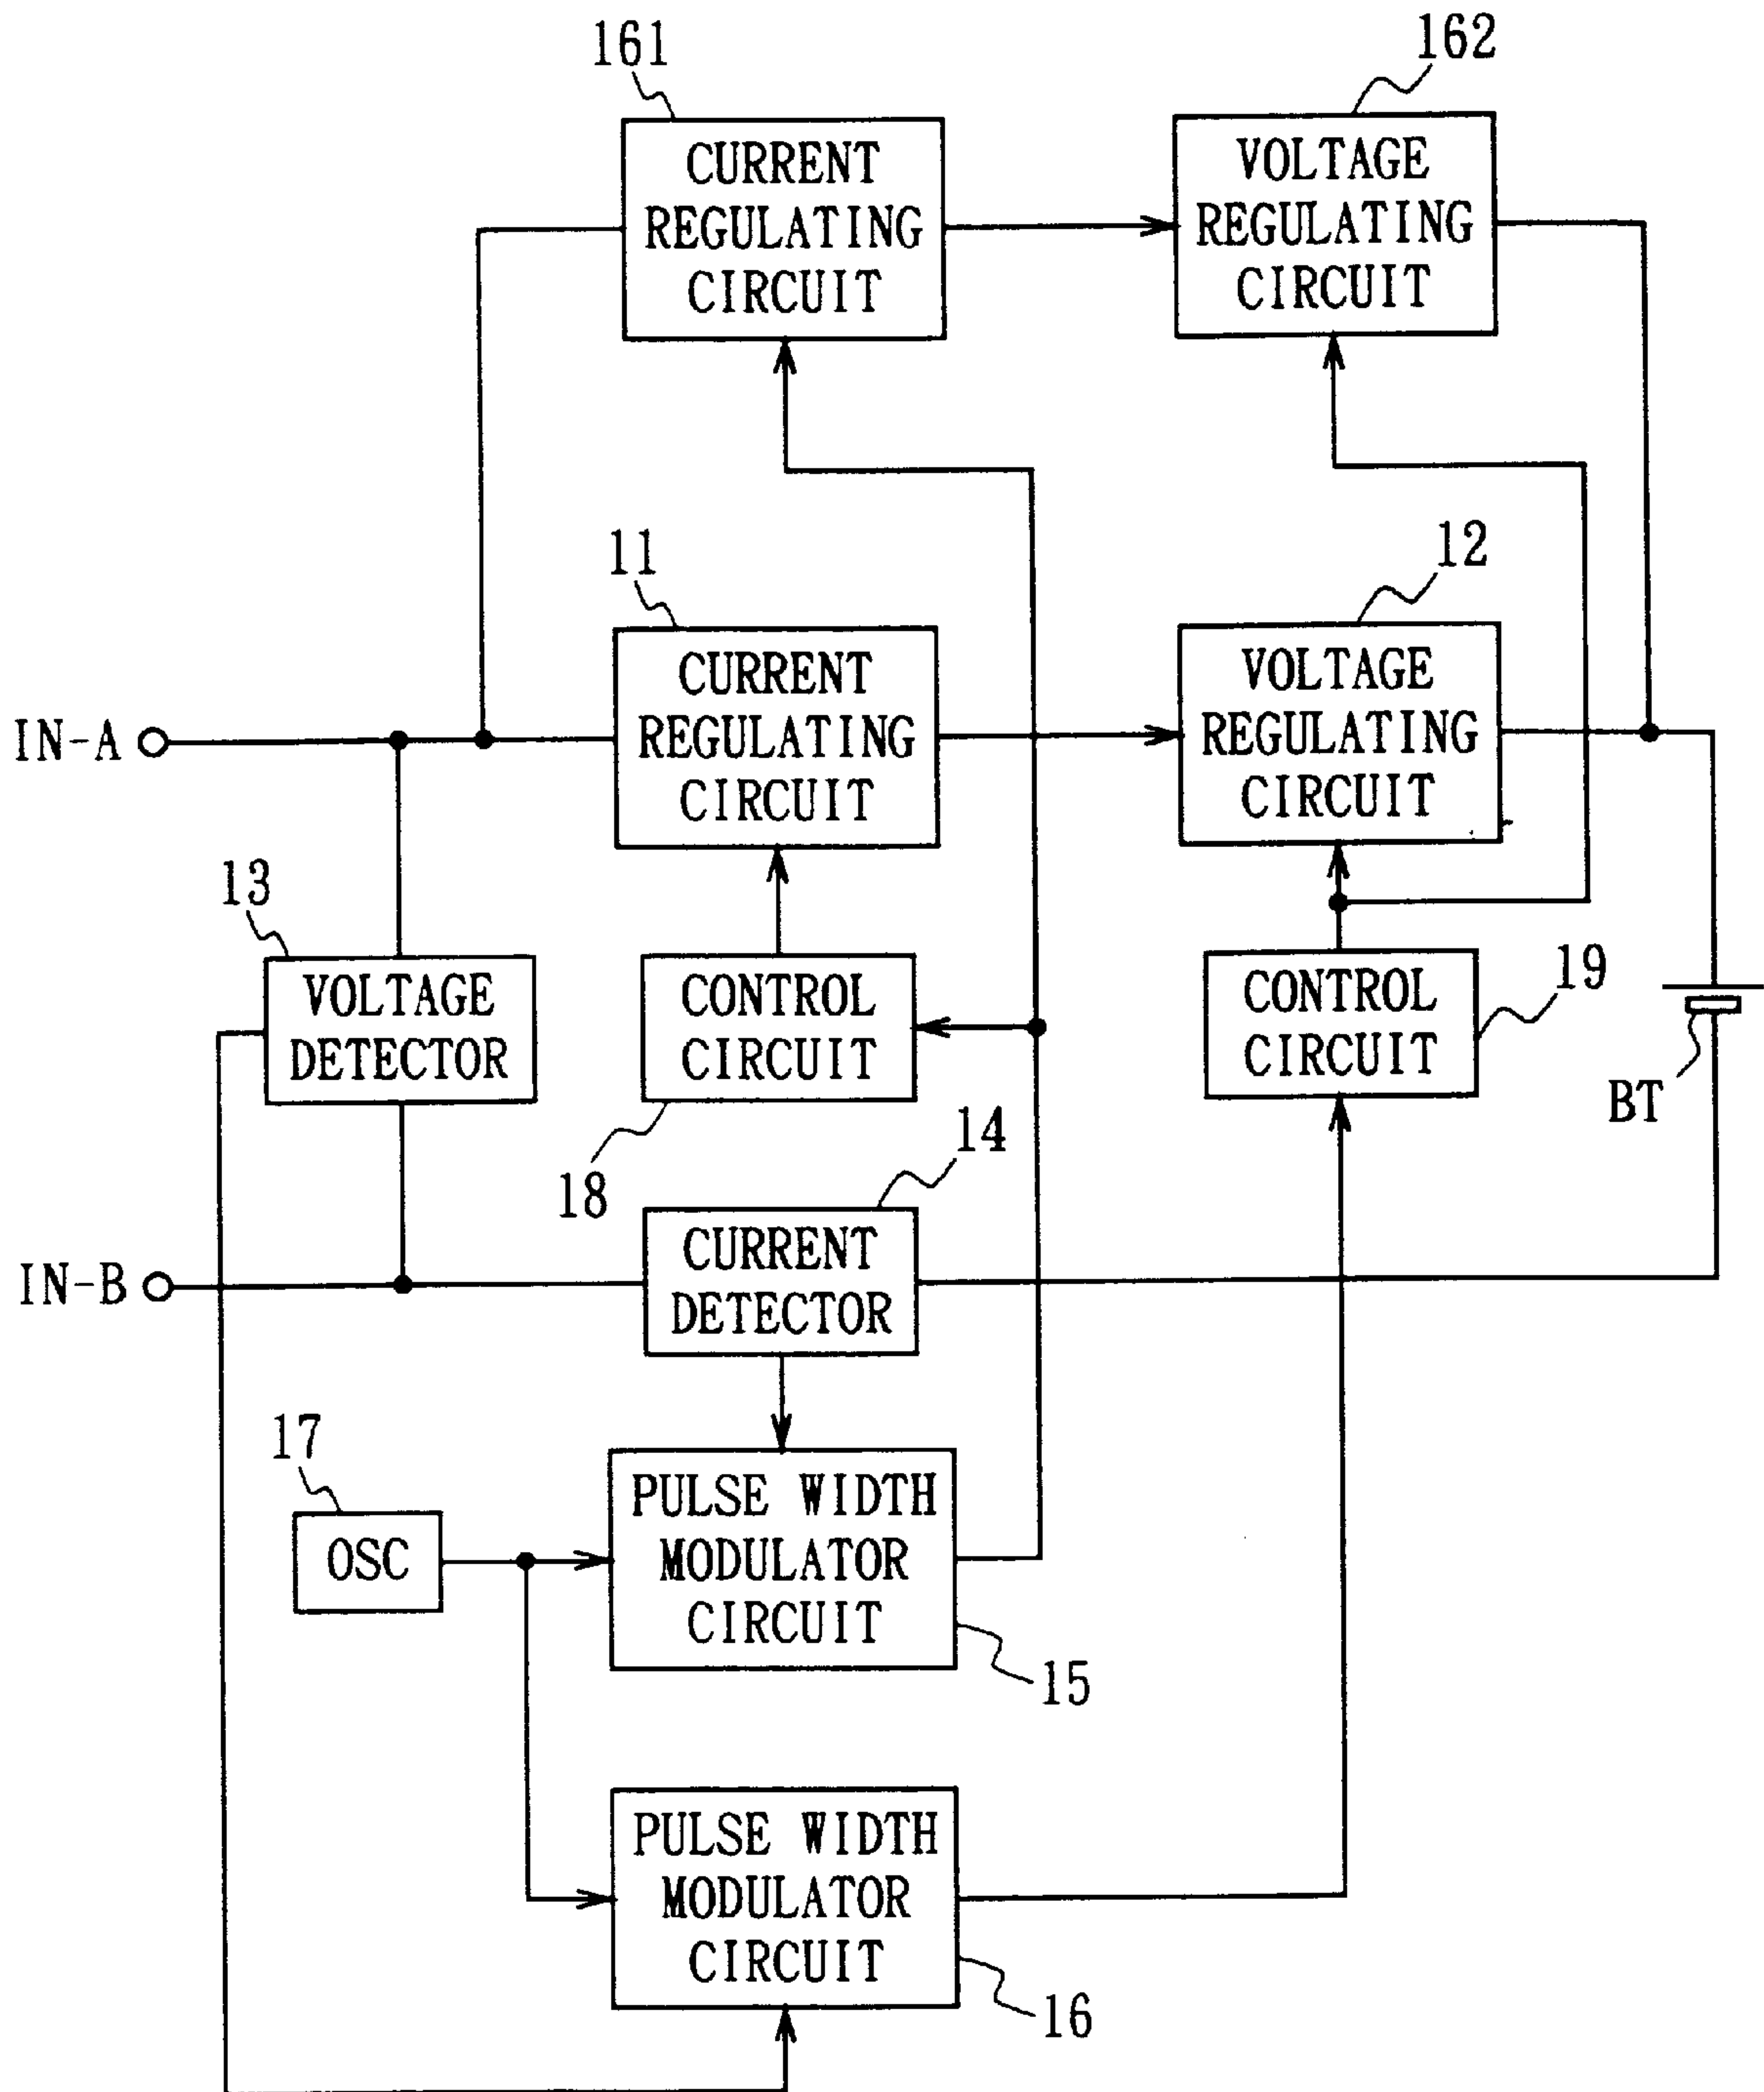 161
162
CURRENT
REGULATING
CIRCUIT
VOLTAGE
REGULATING
CIRCUIT
11
12
CURRENT
REGULATING
CIRCUIT
VOLTAGE
REGULATING
CIRCUIT
IN-A
13
VOLTAGE
DETECTOR
CONTROL
CIRCUIT
CONTROL
CIRCUIT
19
BT
18
14
CURRENT
DETECTOR
IN-B
17
OSC
PULSE WIDTH
MODULATOR
CIRCUIT
15
PULSE WIDTH
MODULATOR
CIRCUIT
16